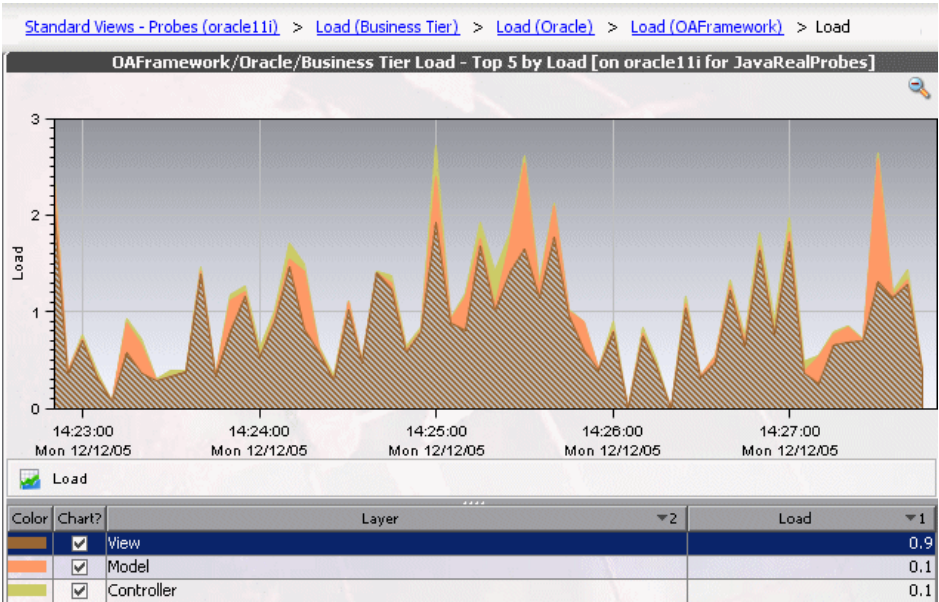 Standard Views - Probes (oracle11i) > Load (Business Tier) > Load (Oracle) > Load (OAFramework) > Load
OAFramework/Oracle/Business Tier Load - Top 5 by Load [on oracle11i for JavaRealProbes]
3
2
Load
1
0
14:23:00 14:24:00 14:25:00 14:26:00 14:27:00
Mon 12/12/05 Mon 12/12/05 Mon 12/12/05 Mon 12/12/05 Mon 12/12/05
Load
Color Chart? Layer 2 Load 1
View 0.9
Model 0.1
Controller 0.1